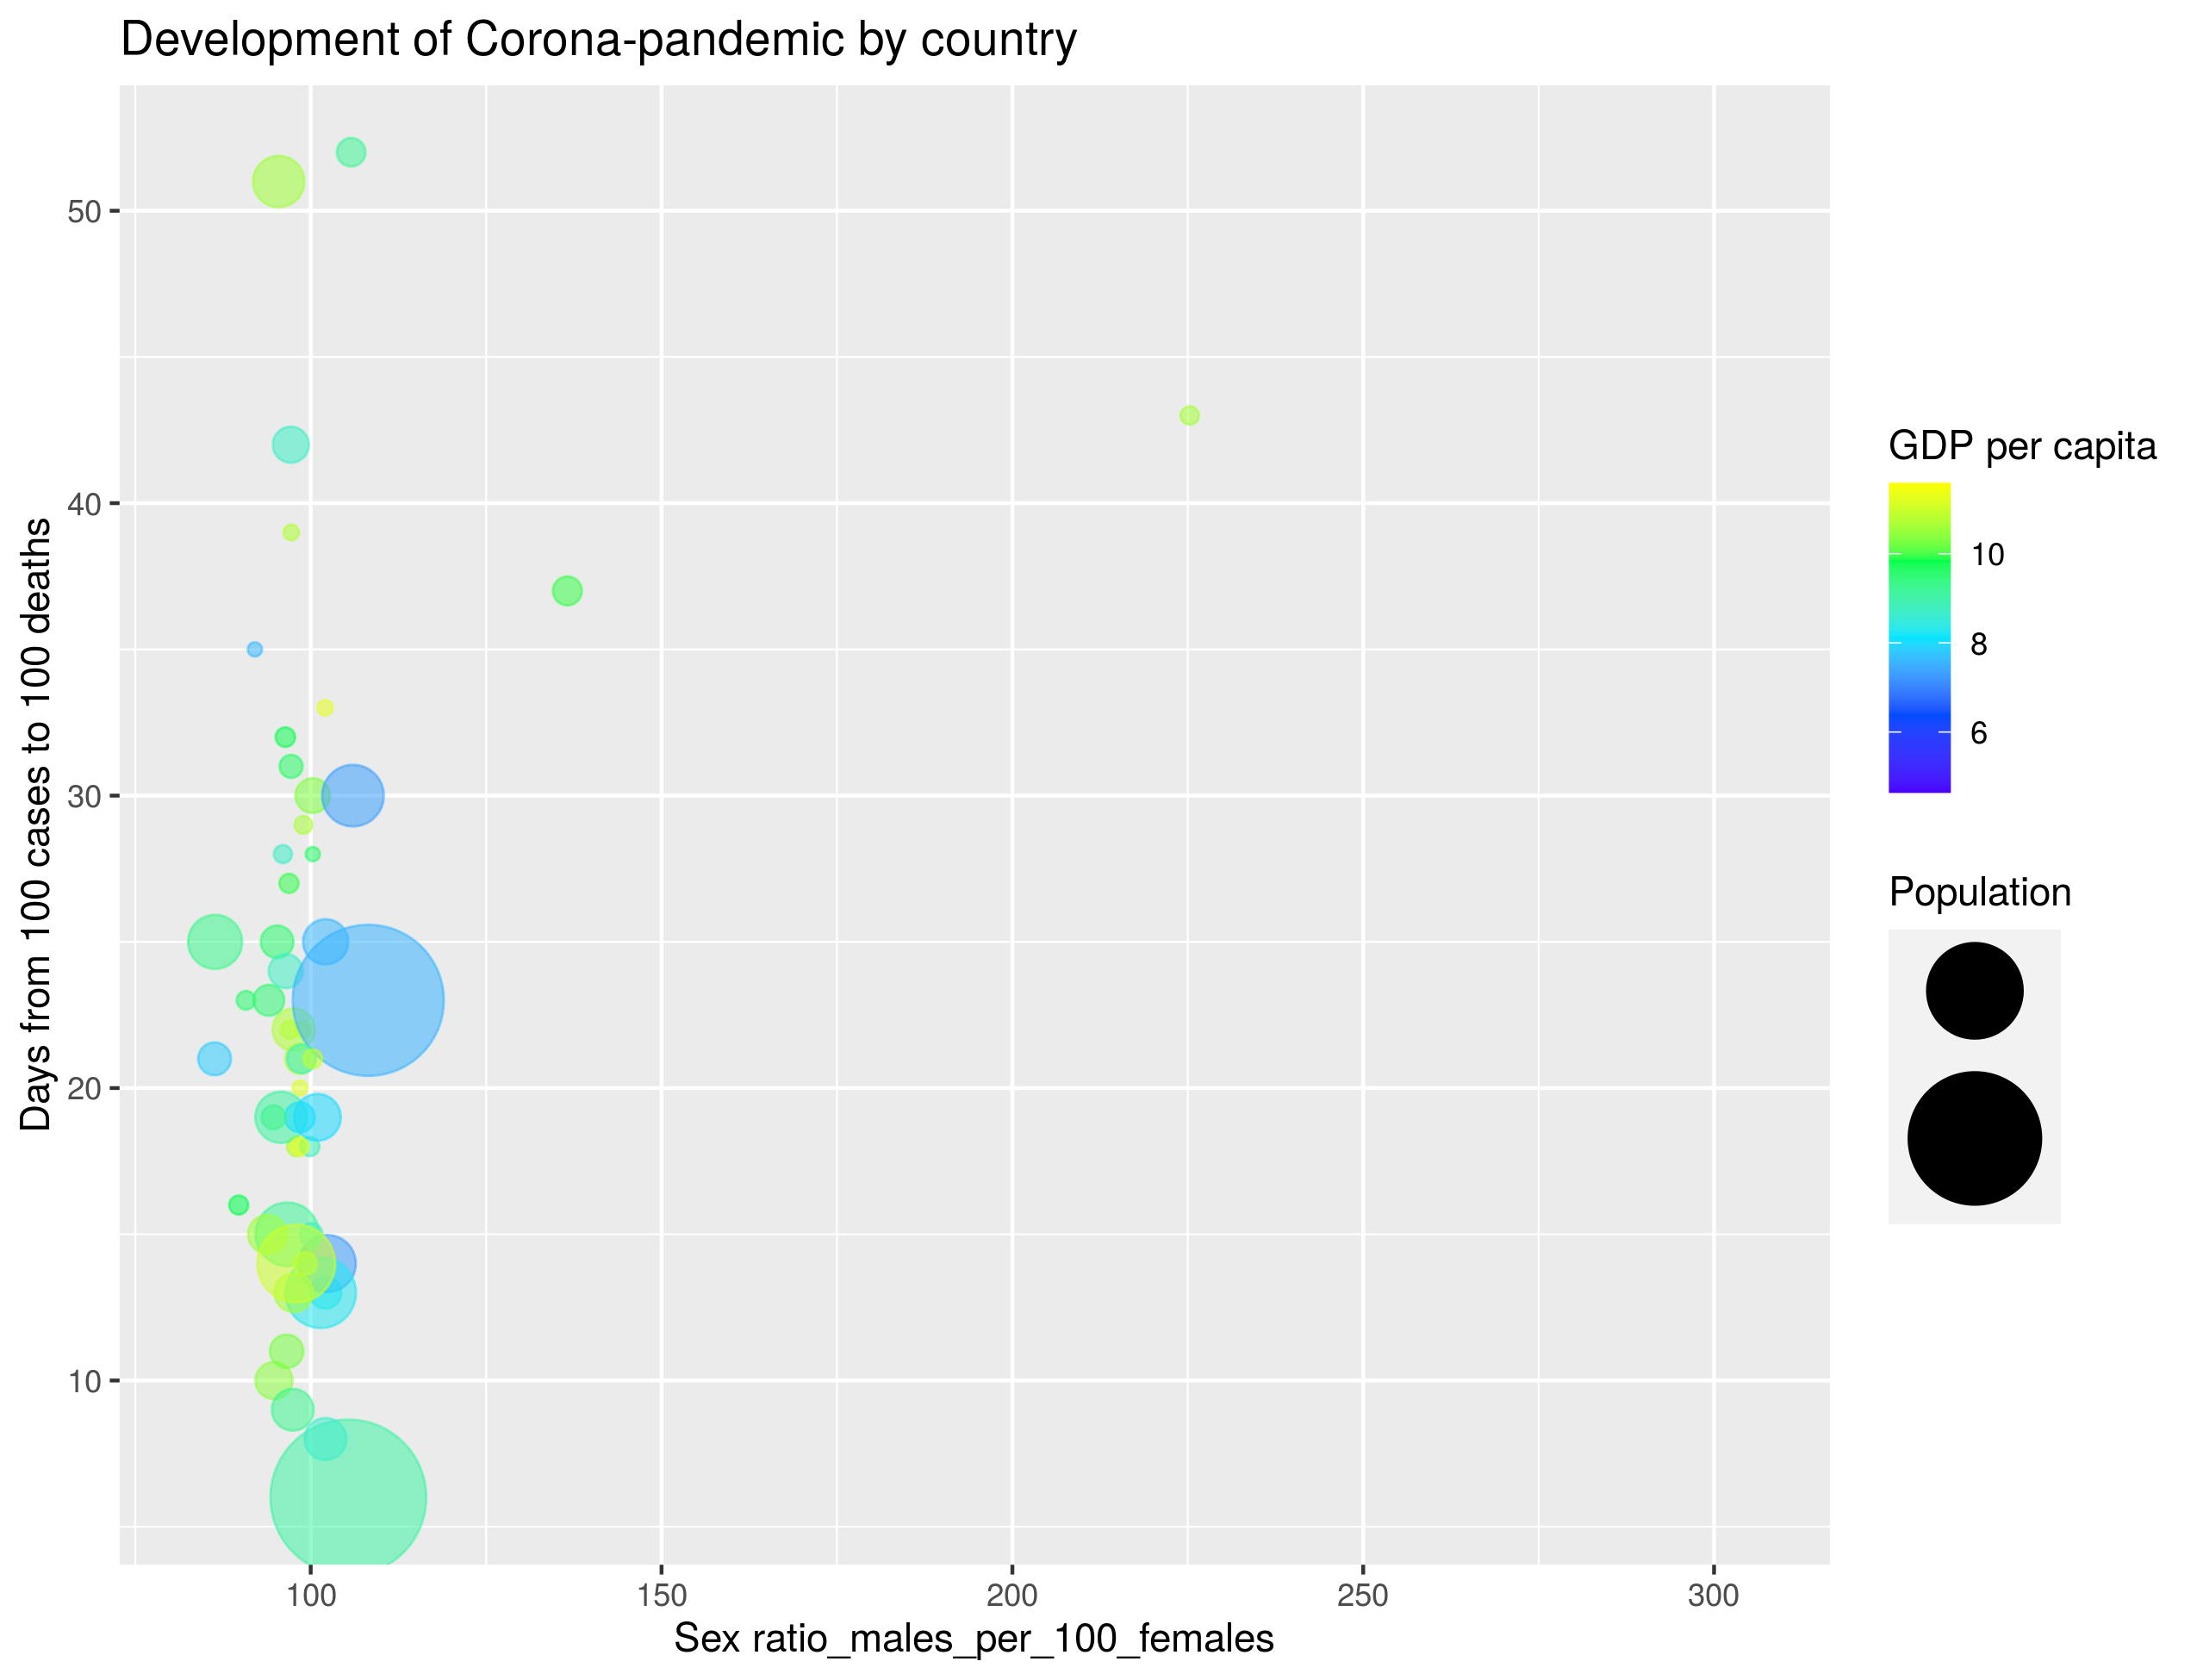 Development of Corona-pandemic by country
Days from 100 cases to 100 deaths
50
40
30
20
10
100
150
200
250
300
Sex ratio_males_per_100_females
GDP per capita
10
8
6
Population